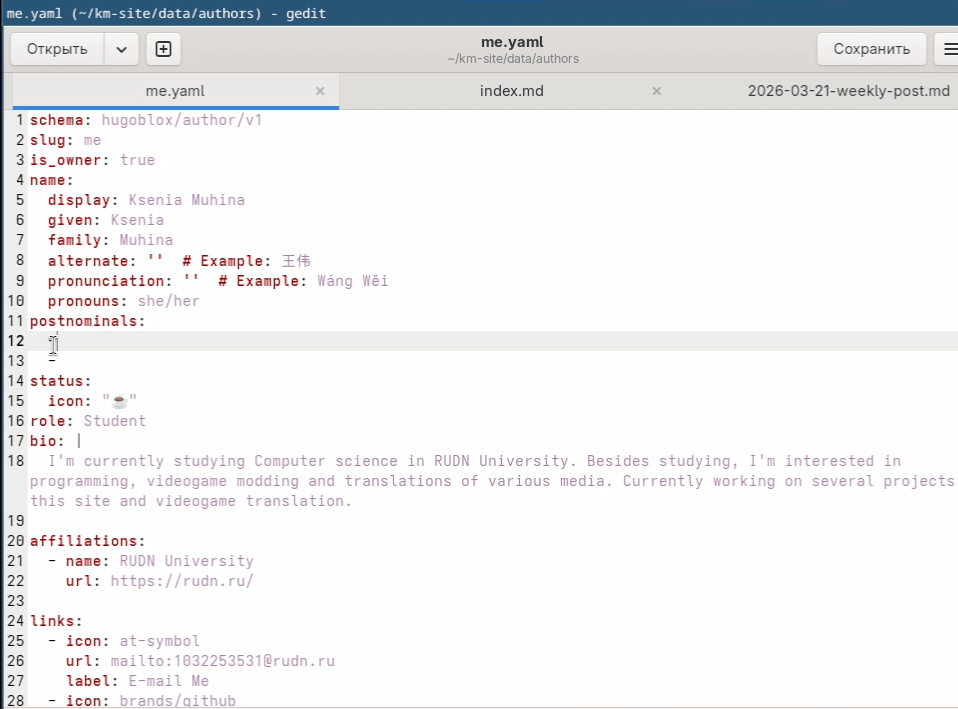 me.yaml (~/km-site/data/authors) - gedit
Открыть
me.yaml
~/km-site/data/authors
Сохранить
me.yaml × index.md × 2026-03-21-weekly-post.md
1 schema: hugoblox/author/v1
2 slug: me
3 is_owner: true
4 name:
5 display: Ksenia Muhina
6 given: Ksenia
7 family: Muhina
8 alternate: '' # Example: 王伟
9 pronunciation: '' # Example: Wáng Wěi
10 pronouns: she/her
11 postnominals:
12 -
13 -
14 status:
15 icon: "☕"
16 role: Student
17 bio: |
18 I'm currently studying Computer science in RUDN University. Besides studying, I'm interested in
programming, videogame modding and translations of various media. Currently working on several projects
this site and videogame translation.
19
20 affiliations:
21 - name: RUDN University
22 url: https://rudn.ru/
23
24 links:
25 - icon: at-symbol
26 url: mailto:1032253531@rudn.ru
27 label: E-mail Me
28 - icon: brands/github